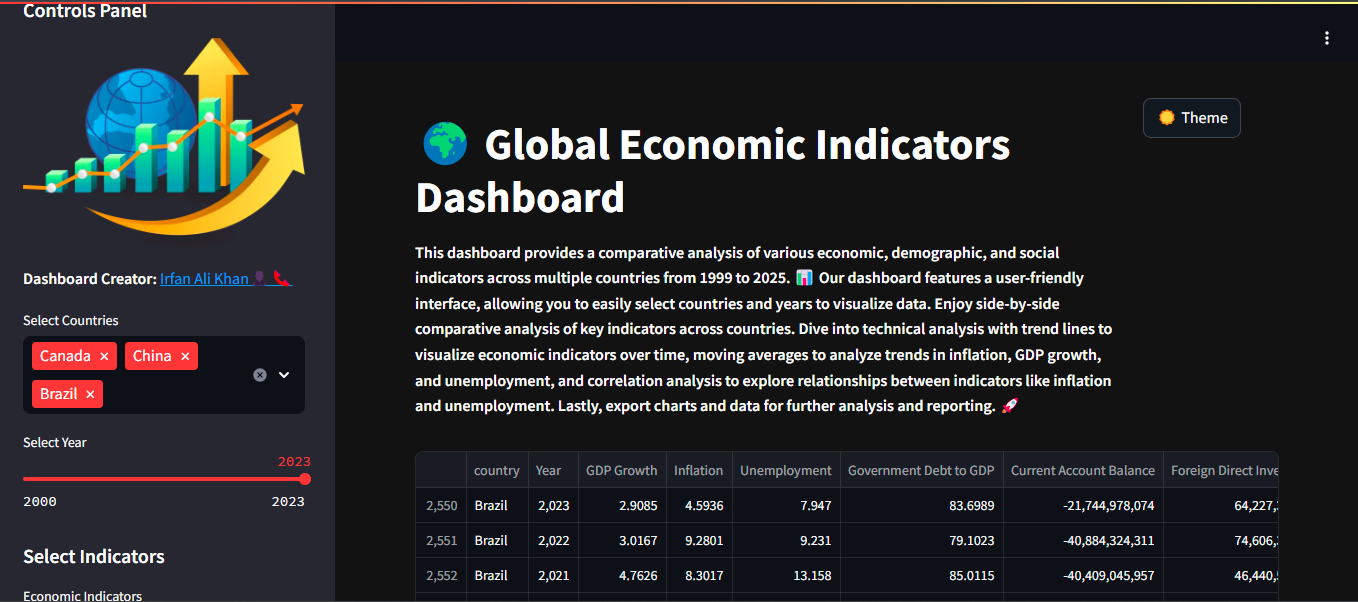 Controls Panel
Dashboard Creator: Irfan Ali Khan
Select Countries
Canada × China ×
Brazil ×
Select Year
2023
2000 2023
Select Indicators
Economic Indicators
Theme
Global Economic Indicators
Dashboard
This dashboard provides a comparative analysis of various economic, demographic, and social
indicators across multiple countries from 1999 to 2025. 📊 Our dashboard features a user-friendly
interface, allowing you to easily select countries and years to visualize data. Enjoy side-by-side
comparative analysis of key indicators across countries. Dive into technical analysis with trend lines to
visualize economic indicators over time, moving averages to analyze trends in inflation, GDP growth,
and unemployment, and correlation analysis to explore relationships between indicators like inflation
and unemployment. Lastly, export charts and data for further analysis and reporting. 🚀
country Year GDP Growth Inflation Unemployment Government Debt to GDP Current Account Balance Foreign Direct Inve
2,550 Brazil 2,023 2.9085 4.5936 7.947 83.6989 -21,744,978,074 64,227,
2,551 Brazil 2,022 3.0167 9.2801 9.231 79.1023 -40,884,324,311 74,606,
2,552 Brazil 2,021 4.7626 8.3017 13.158 85.0115 -40,409,045,957 46,440,